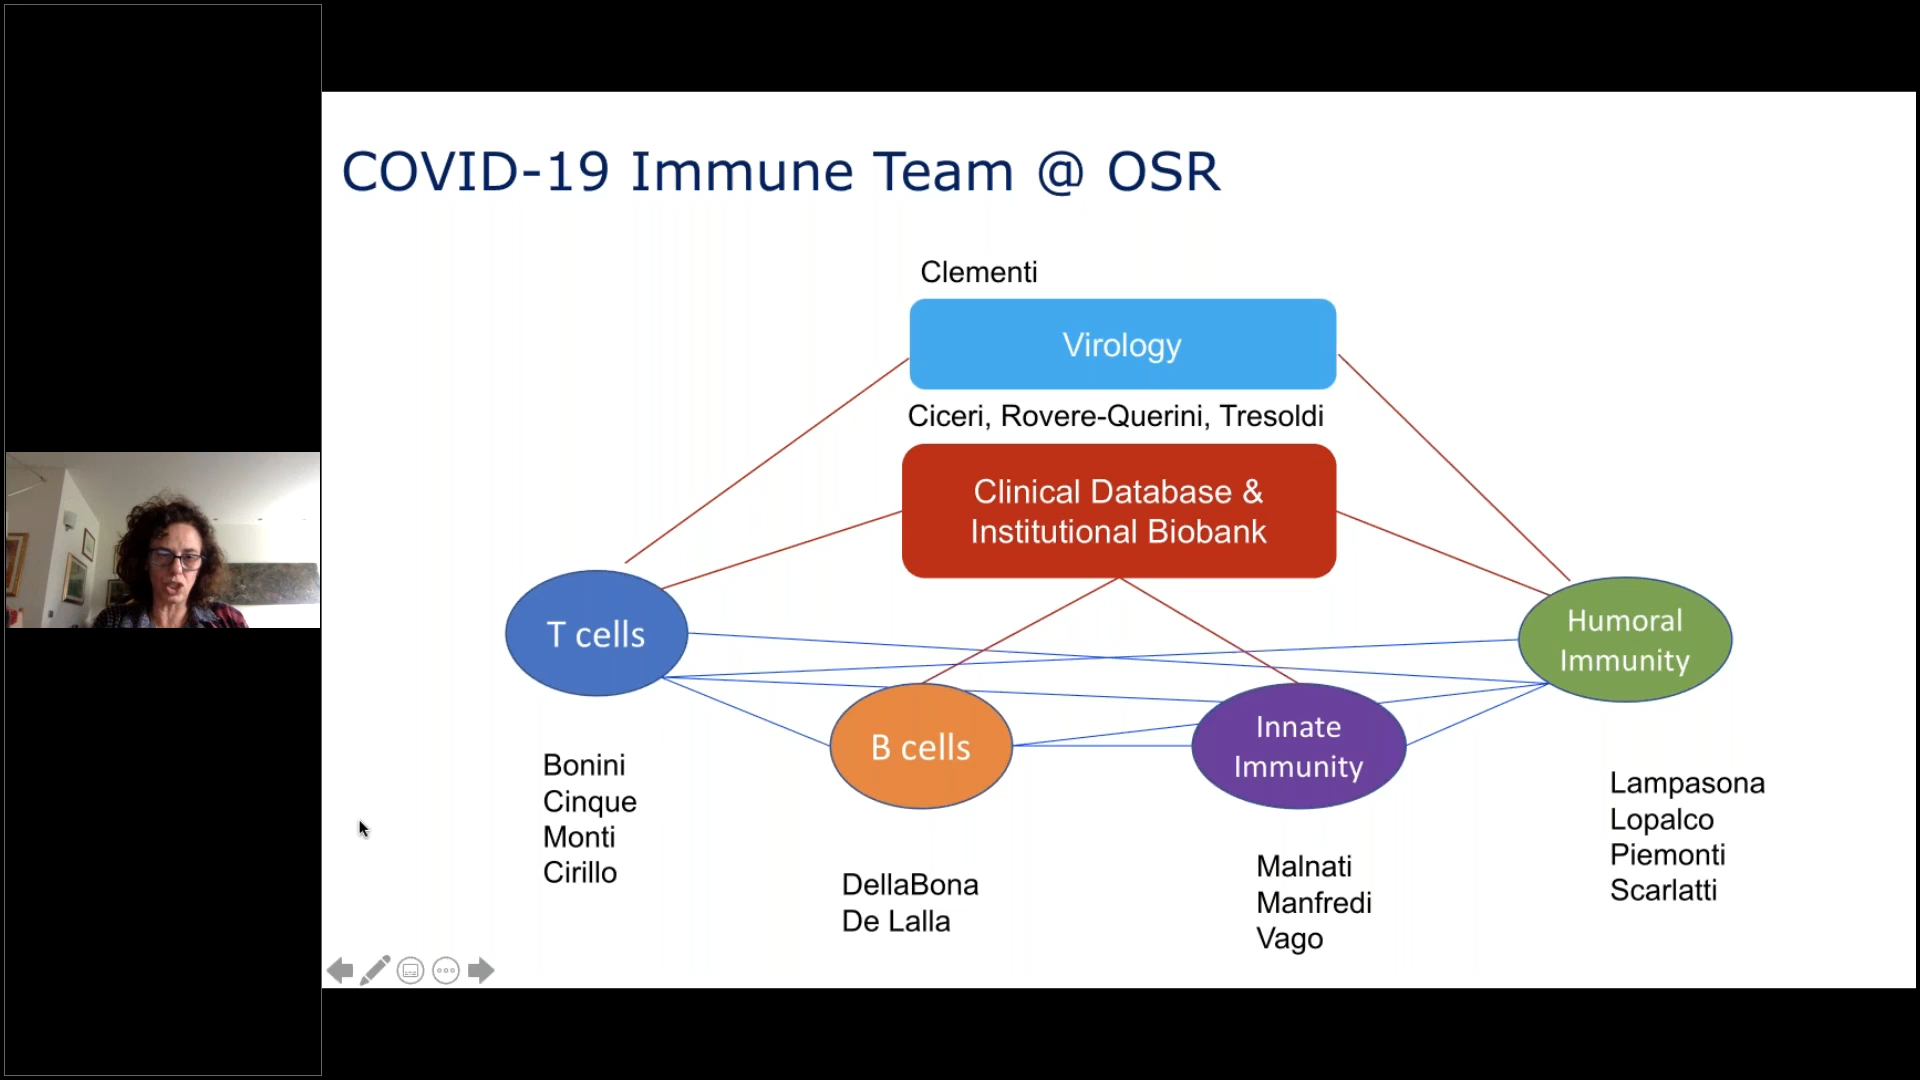 COVID-19 Immune Team @ OSR
Clementi
Virology
Ciceri, Rovere-Querini, Tresoldi
Clinical Database &
Institutional Biobank
T cells
Humoral
Immunity
B cells
Innate
Immunity
Bonini
Cinque
Monti
Cirillo
DellaBona
De Lalla
Malnati
Manfredi
Vago
Lampasona
Lopalco
Piemonti
Scarlatti